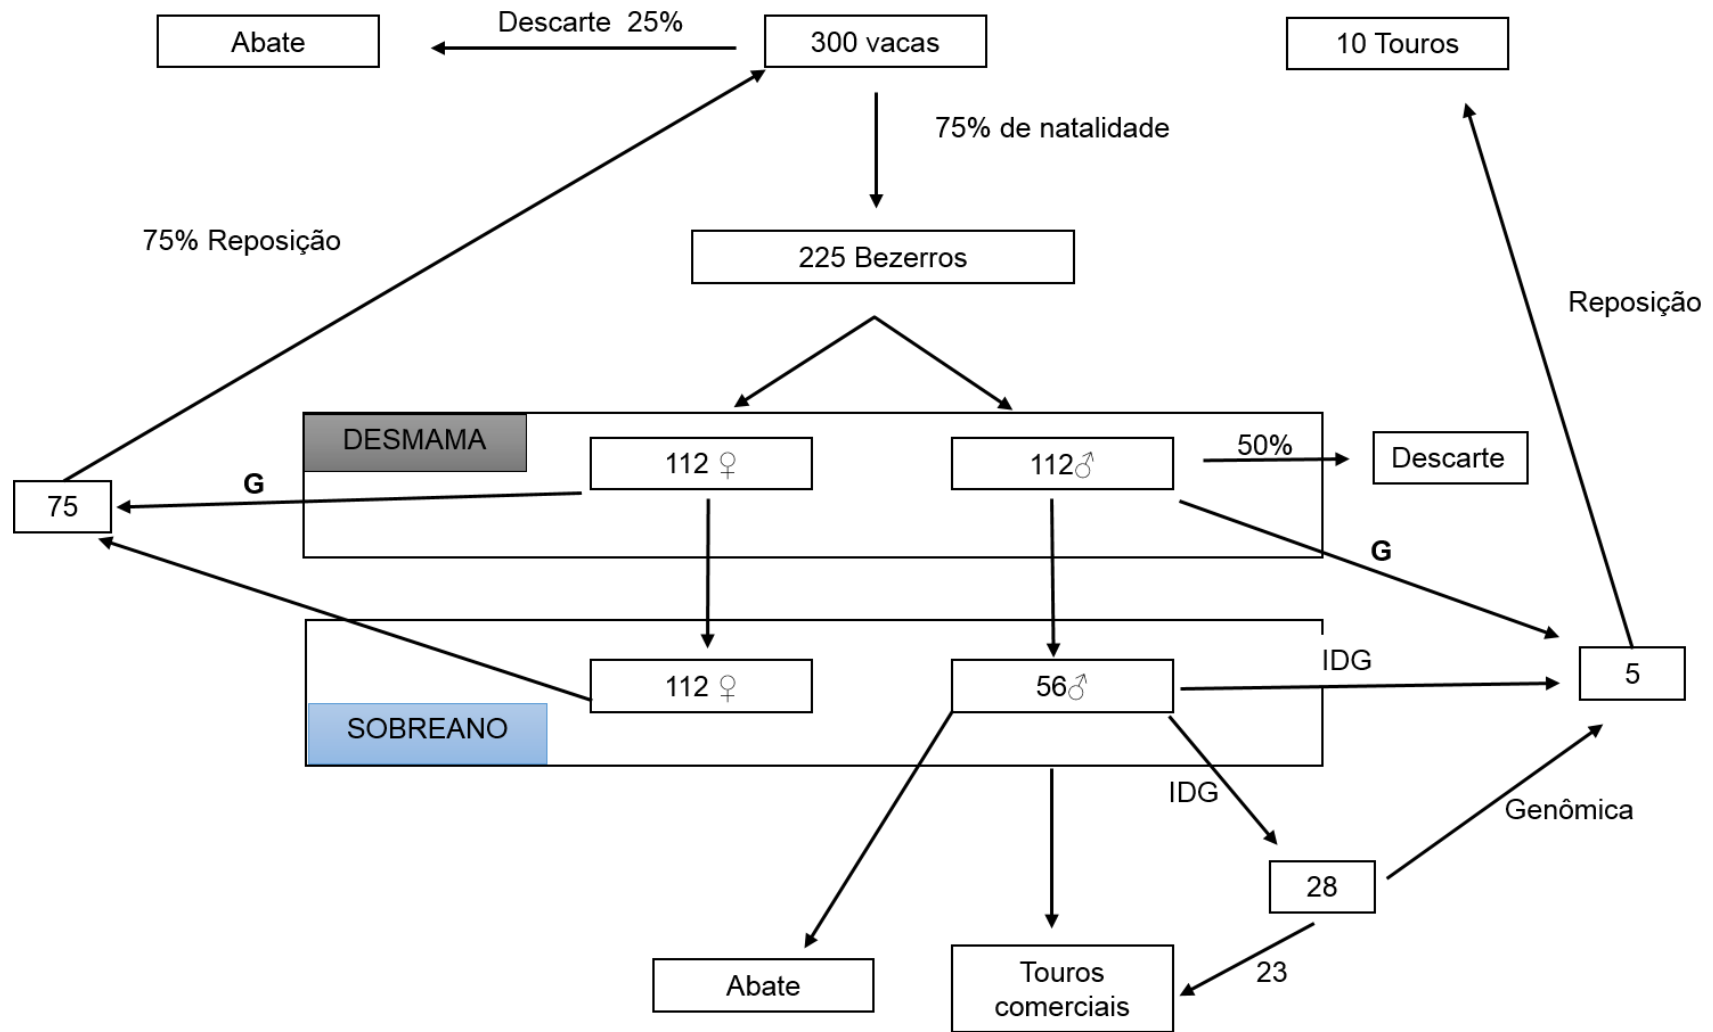 Abate
Descarte 25%
300 vacas
10 Touros
75% de natalidade
75% Reposição
225 Bezerros
Reposição
DESMAMA
112 ♀
112♂
50%
Descarte
G
75
G
112 ♀
56♂
IDG
5
SOBREANO
IDG
Genômica
28
Abate
Touros
comerciais
23